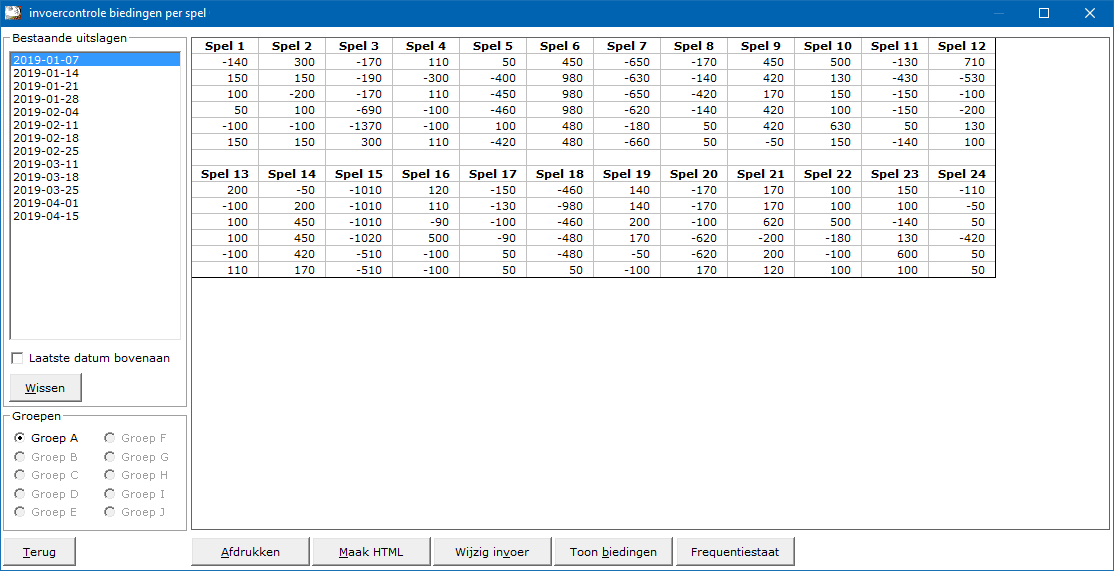 invoercontrole biedingen per spel
Bestaande uitslagen
2019-01-07
2019-01-14
2019-01-21
2019-01-28
2019-02-04
2019-02-11
2019-02-18
2019-02-25
2019-03-11
2019-03-18
2019-03-25
2019-04-01
2019-04-15
Laatste datum bovenaan
Wissen
Groepen
Groep A Groep F
Groep B Groep G
Groep C Groep H
Groep D Groep I
Groep E Groep J
Terug
Spel 1 Spel 2 Spel 3 Spel 4 Spel 5 Spel 6 Spel 7 Spel 8 Spel 9 Spel 10 Spel 11 Spel 12
-140 300 -170 110 50 450 -650 -170 450 500 -130 710
150 150 -190 -300 -400 980 -630 -140 420 130 -430 -530
100 -200 -170 110 -450 980 -650 -420 170 150 -150 -100
50 100 -690 -100 -460 980 -620 -140 420 100 -150 -200
-100 -100 -1370 -100 100 480 -180 50 420 630 50 130
150 150 300 110 -420 480 -660 50 -50 150 -140 100
Spel 13 Spel 14 Spel 15 Spel 16 Spel 17 Spel 18 Spel 19 Spel 20 Spel 21 Spel 22 Spel 23 Spel 24
200 -50 -1010 120 -150 -460 140 -170 170 100 150 -110
-100 200 -1010 110 -130 -980 140 -170 170 100 100 -50
100 450 -1010 -90 -100 -460 200 -100 620 500 -140 50
100 450 -1020 500 -90 -480 170 -620 -200 -180 130 -420
-100 420 -510 -100 50 -480 -50 -620 200 -100 600 50
110 170 -510 -100 50 50 -100 170 120 100 100 50
Afdrukken Maak HTML Wijzig invoer Toon biedingen Frequentiestaat